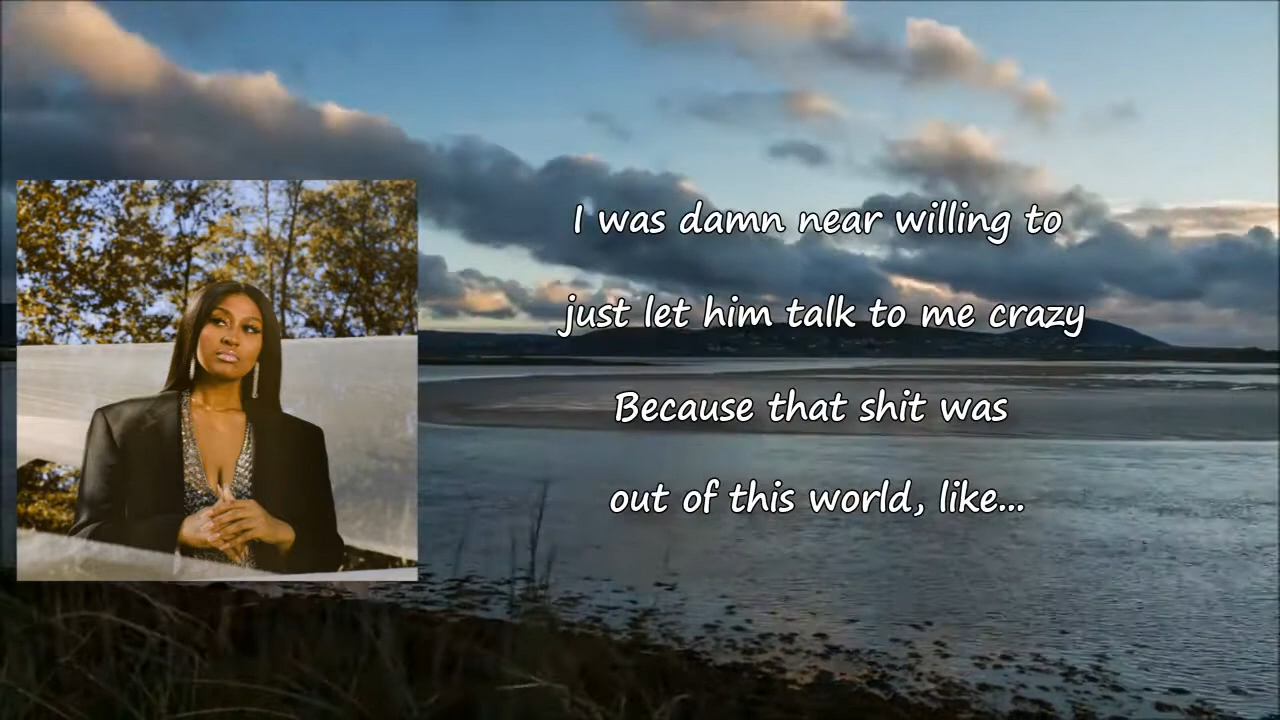 I was damn near willing to
just let him talk to me crazy
Because that shit was
out of this world, like...